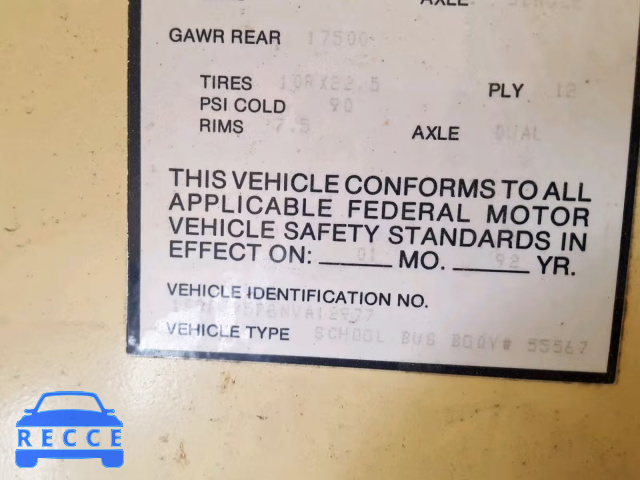 AXLE SINGLE
GAWR REAR 17500
TIRES 10RX22.5 PLY 12
PSI COLD 90
RIMS 7.5 AXLE DUAL
THIS VEHICLE CONFORMS TO ALL
APPLICABLE FEDERAL MOTOR
VEHICLE SAFETY STANDARDS IN
EFFECT ON: 01 MO. 92 YR.
VEHICLE IDENTIFICATION NO.
VEHICLE TYPE SCHOOL BUS BODY# 55567
RECCE